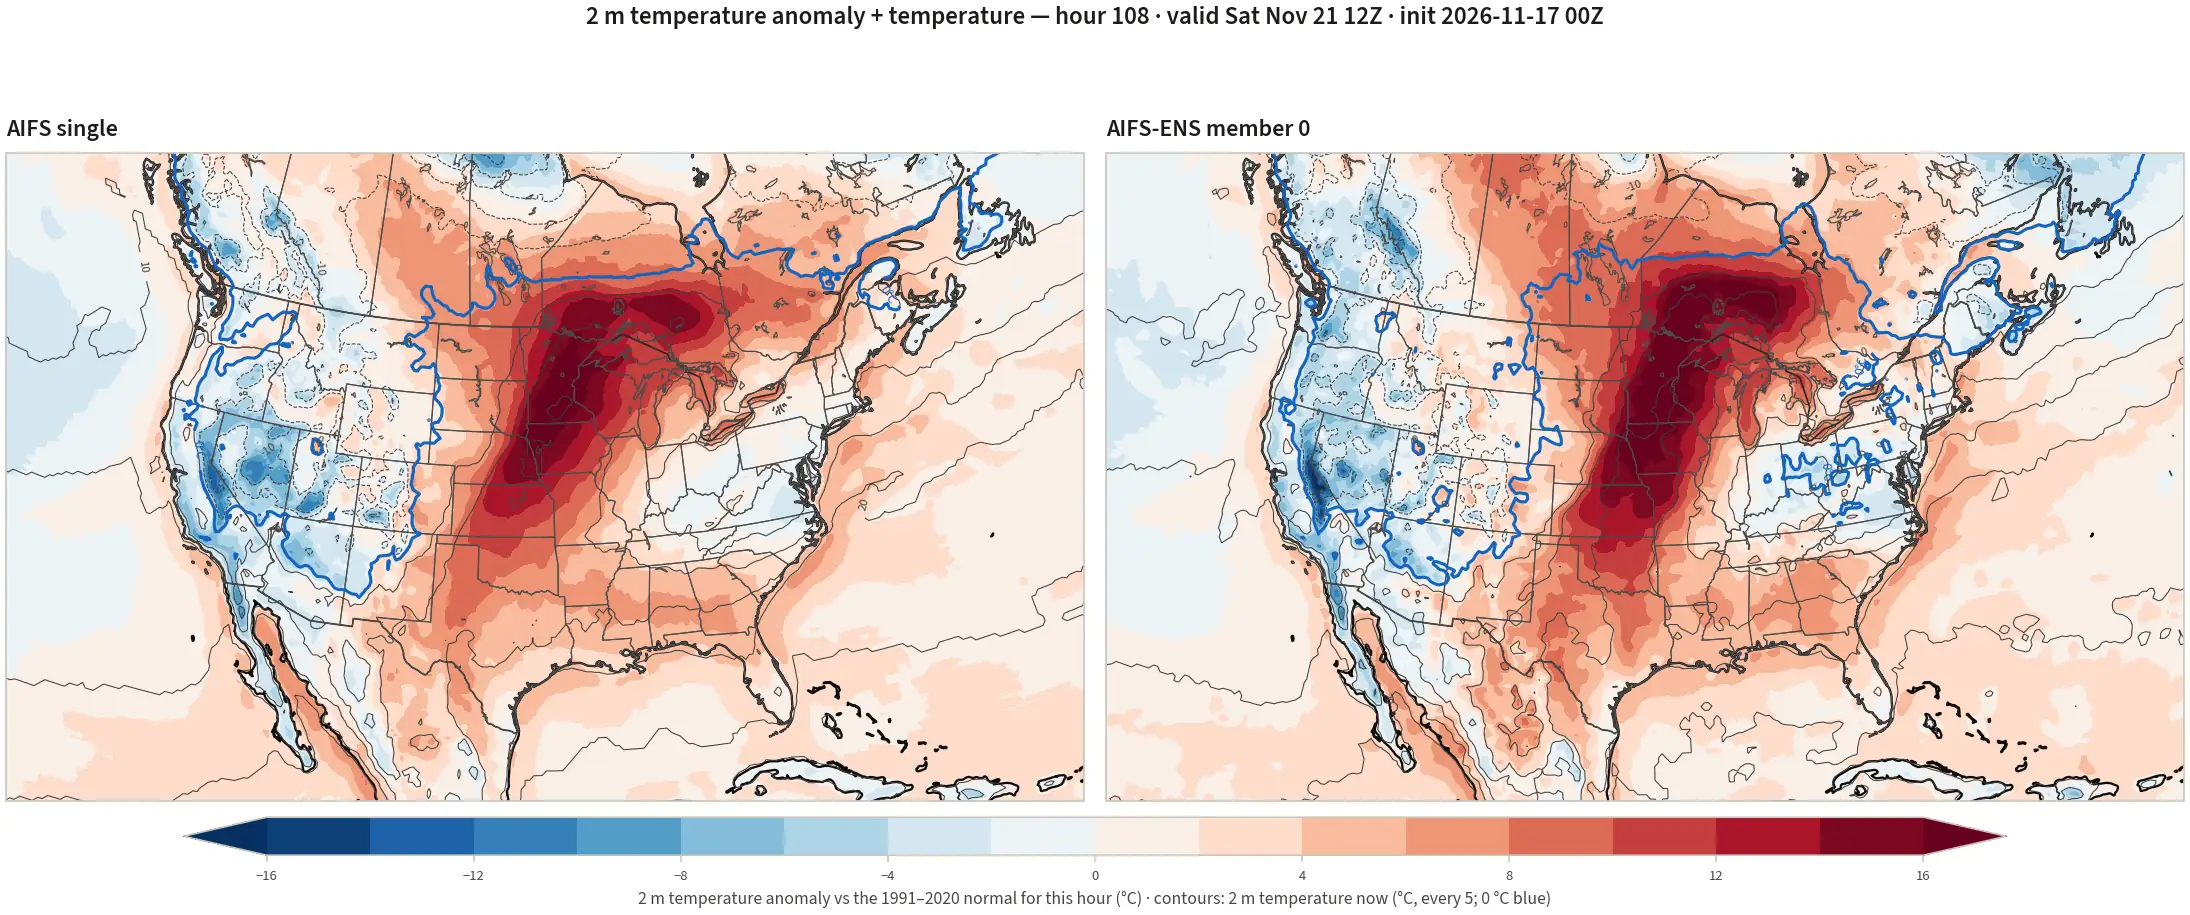 2 m temperature anomaly + temperature — hour 108 · valid Sat Nov 21 12Z · init 2026-11-17 00Z
AIFS single
AIFS-ENS member 0
−16 −12 −8 −4 0 4 8 12 16
2 m temperature anomaly vs the 1991–2020 normal for this hour (°C) · contours: 2 m temperature now (°C, every 5; 0 °C blue)